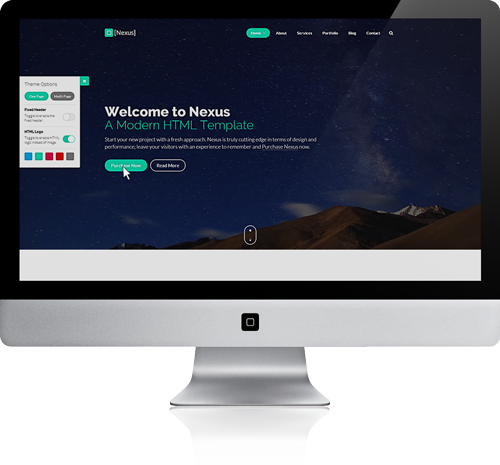 [Nexus]
Home
About
Services
Portfolio
Blog
Contact
Theme Options
One Page
Multi Page
Fixed Header
Toggle to enable the
fixed header.
HTML Logo
Toggle to enable HTML
logo instead of image.
Welcome to Nexus
A Modern HTML Template
Start your new project with a fresh approach. Nexus is truly cutting edge in terms of design and
performance; leave your visitors with an experience to remember and Purchase Nexus now.
Purchase Now
Read More